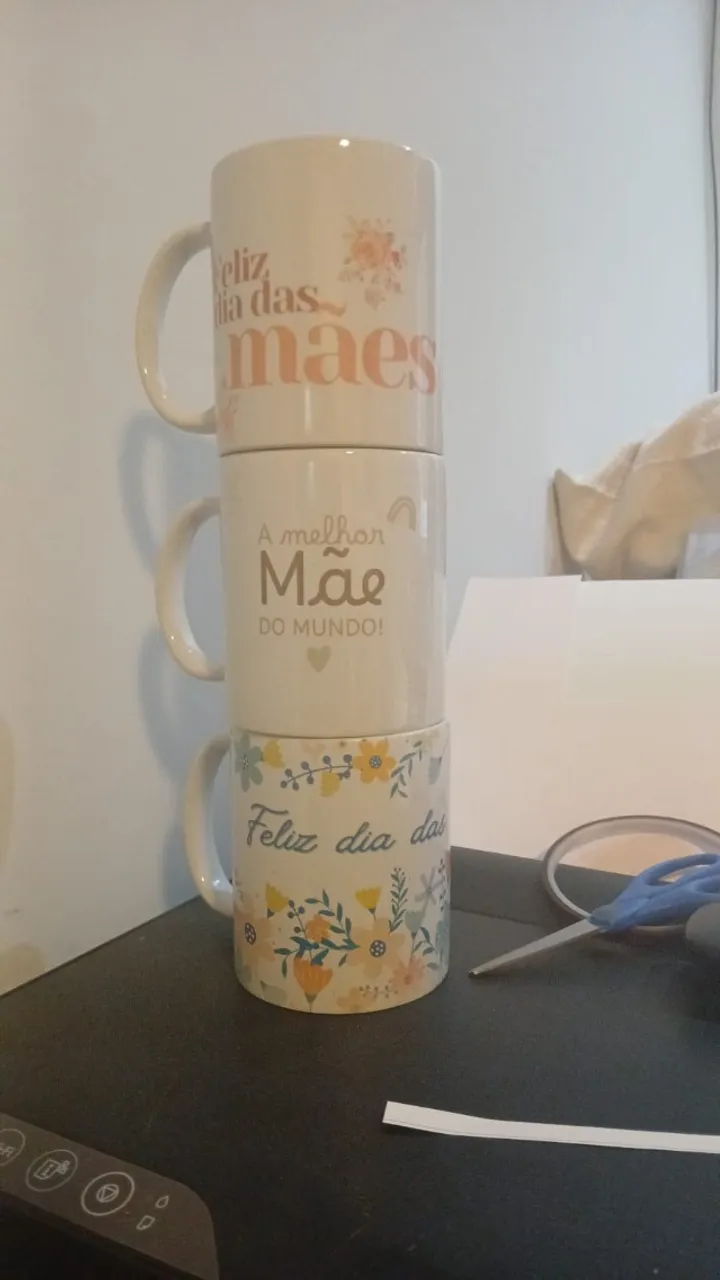 Feliz
dia das
mães
A melhor
Mãe
DO MUNDO!
Feliz dia das